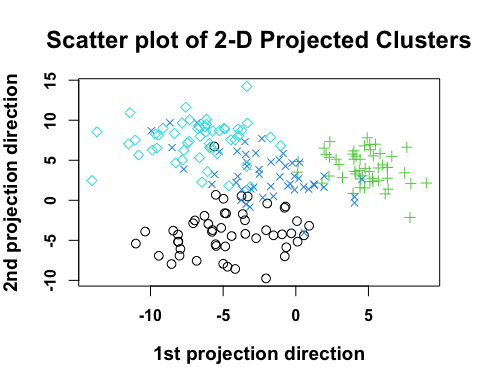 Scatter plot of 2-D Projected Clusters
2nd projection direction
15
10
5
0
-5
-10
-10 -5 0 5
1st projection direction